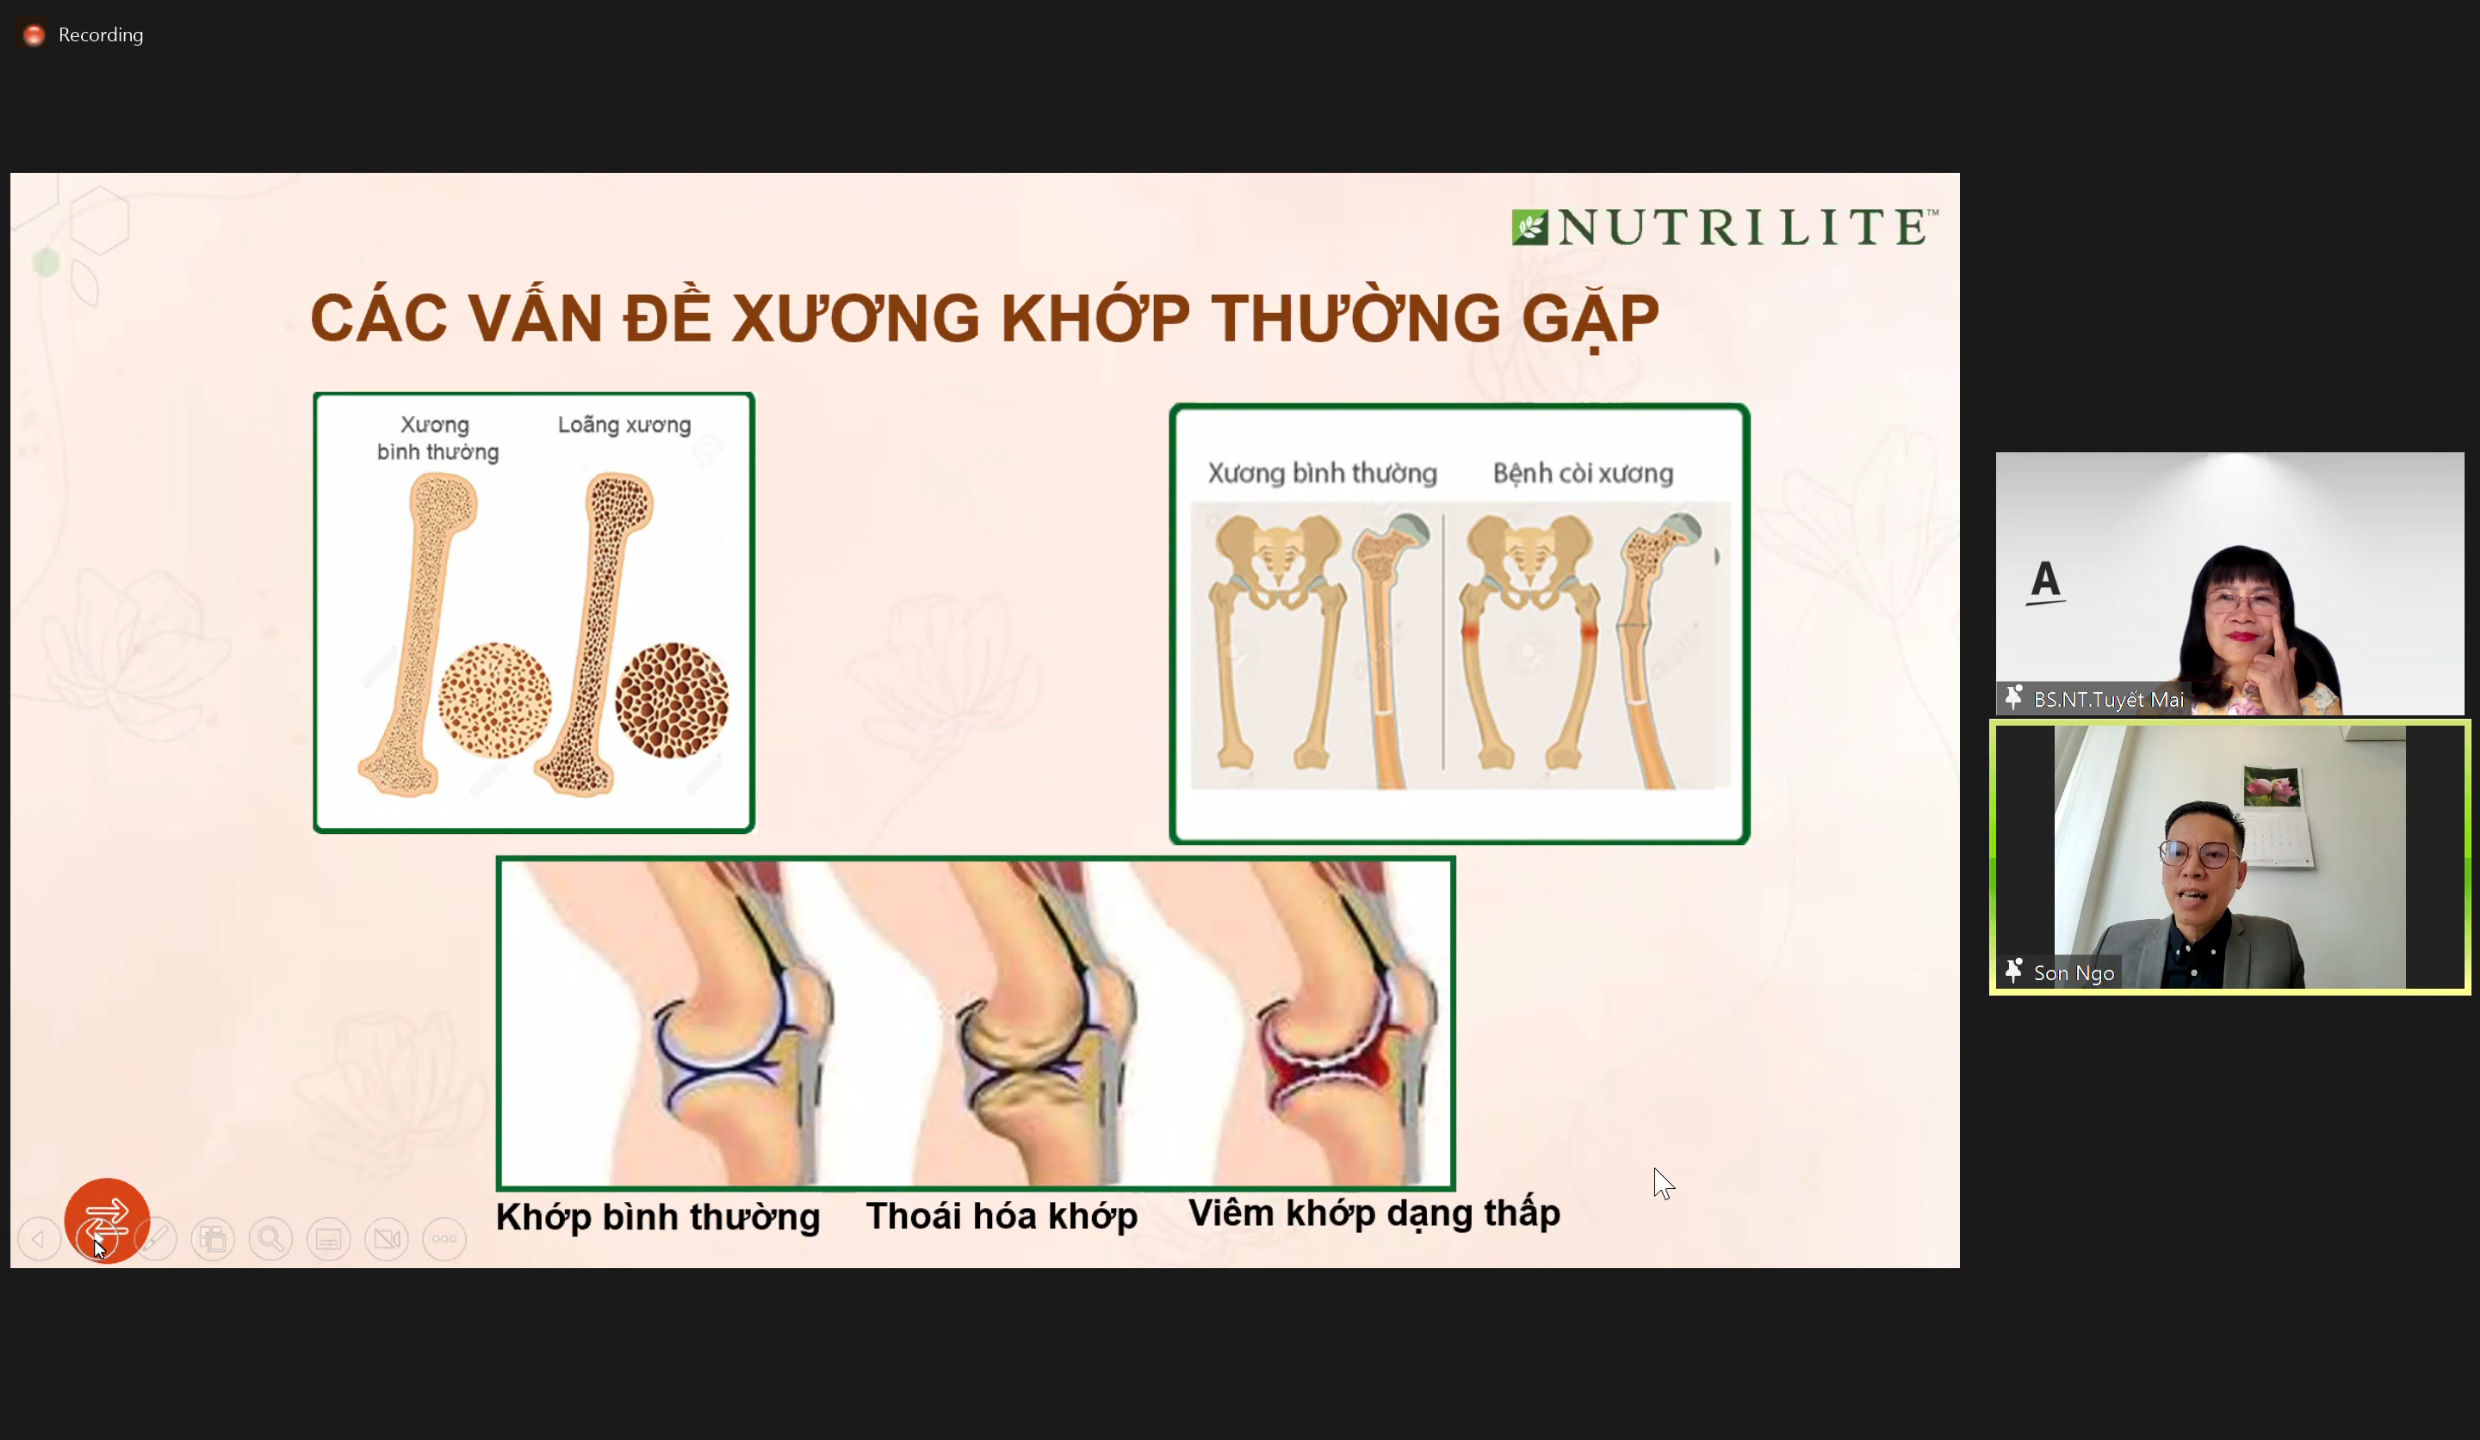 Recording
NUTRILITE™
CÁC VẤN ĐỀ XƯƠNG KHỚP THƯỜNG GẶP
Xương
bình thường
Loãng xương
Xương bình thường
Bệnh còi xương
Khớp bình thường
Thoái hóa khớp
Viêm khớp dạng thấp
A
BS.NT.Tuyết Mai
Son Ngo